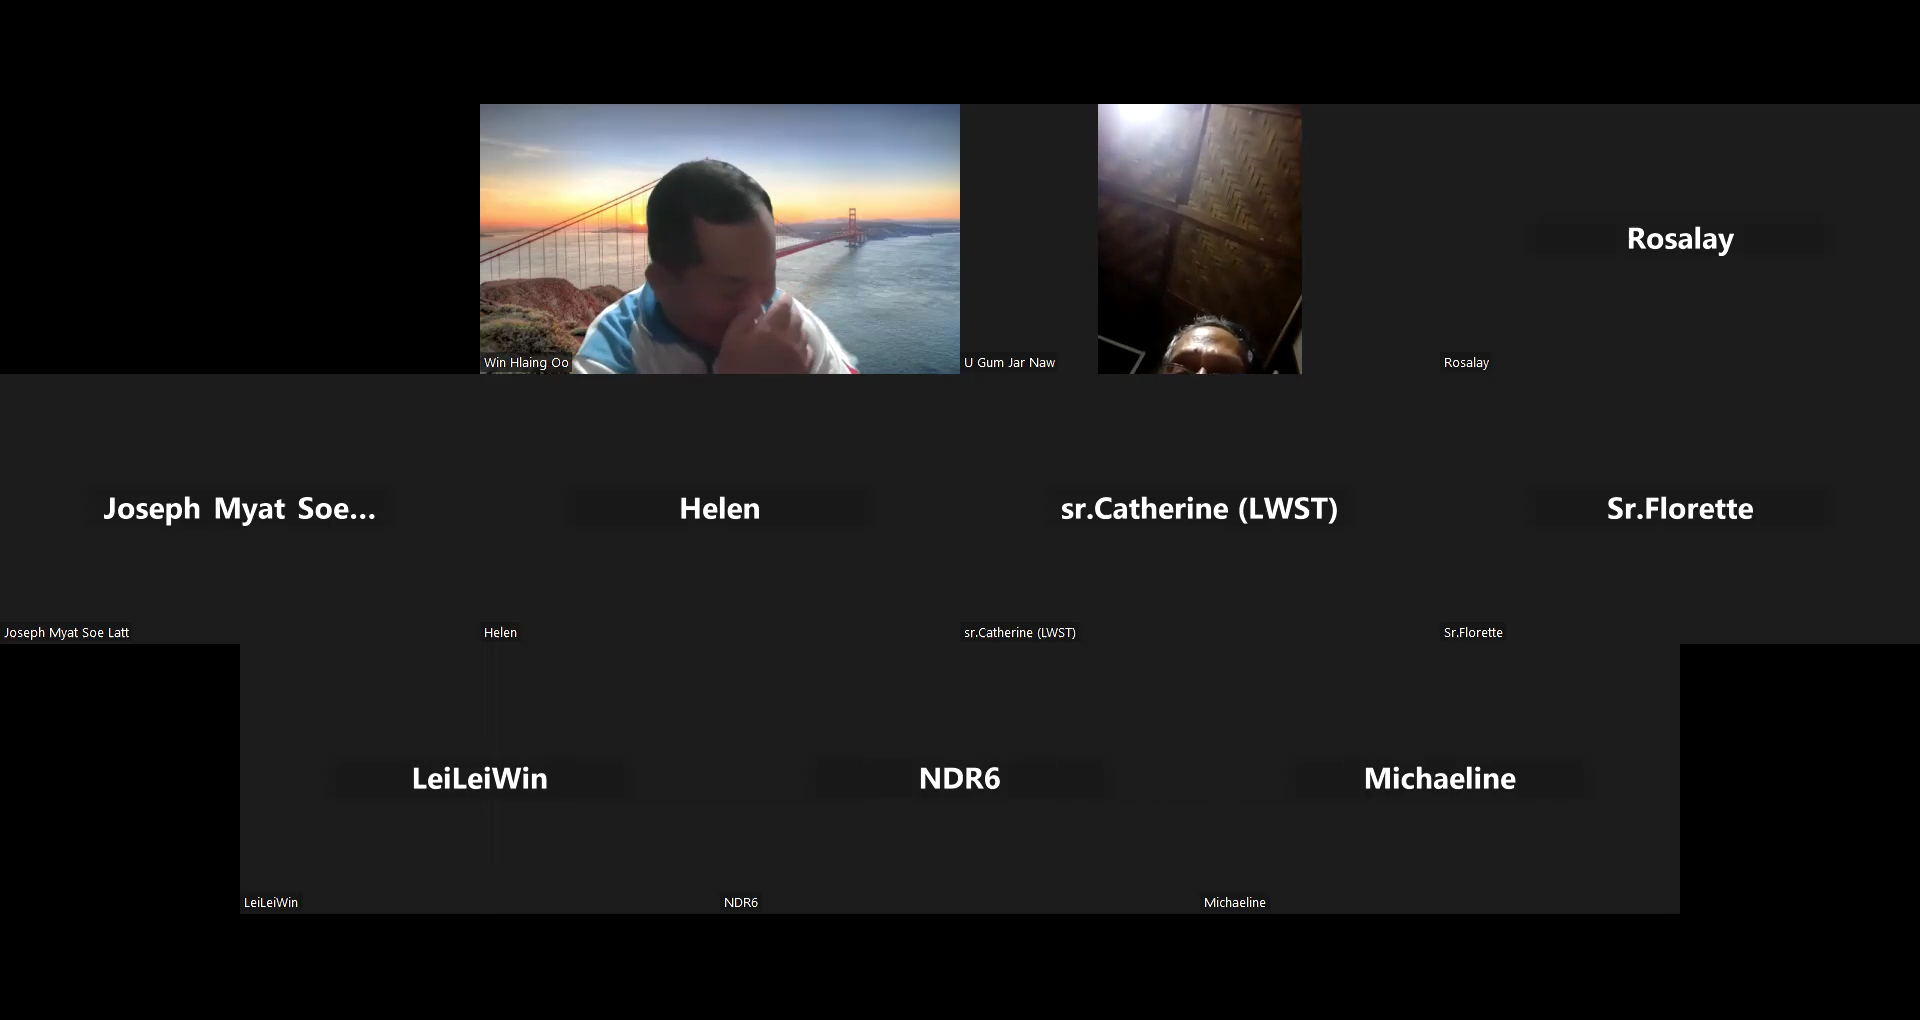 Win Hlaing Oo
U Gum Jar Naw
Rosalay
Rosalay
Joseph Myat Soe...
Joseph Myat Soe Latt
Helen
Helen
sr.Catherine (LWST)
sr.Catherine (LWST)
Sr.Florette
Sr.Florette
LeiLeiWin
LeiLeiWin
NDR6
NDR6
Michaeline
Michaeline